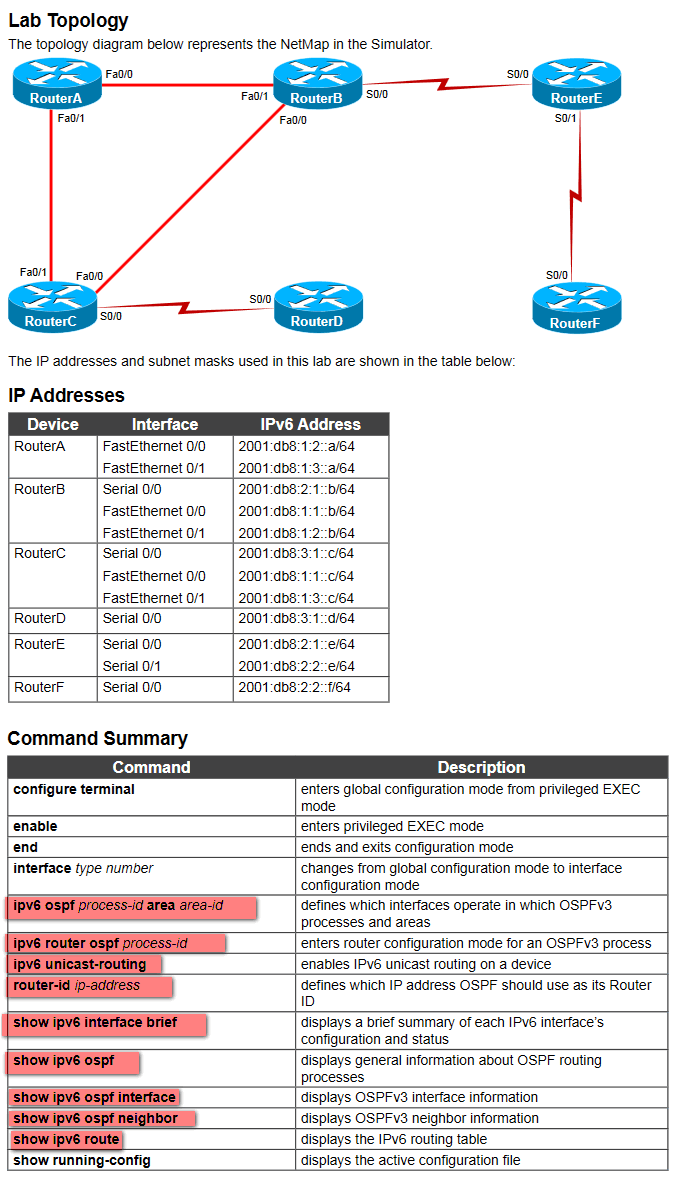 Lab Topology
The topology diagram below represents the NetMap in the Simulator.
Fa0/0
S0/0
RouterA
Fa0/1
RouterB
S0/0
RouterE
Fa0/1
Fa0/0
S0/1
Fa0/1
Fa0/0
S0/0
S0/0
RouterC
S0/0
RouterD
RouterF
The IP addresses and subnet masks used in this lab are shown in the table below:
IP Addresses
Device Interface IPv6 Address
RouterA FastEthernet 0/0 2001:db8:1:2::a/64
FastEthernet 0/1 2001:db8:1:3::a/64
RouterB Serial 0/0 2001:db8:2:1::b/64
FastEthernet 0/0 2001:db8:1:1::b/64
FastEthernet 0/1 2001:db8:1:2::b/64
RouterC Serial 0/0 2001:db8:3:1::c/64
FastEthernet 0/0 2001:db8:1:1::c/64
FastEthernet 0/1 2001:db8:1:3::c/64
RouterD Serial 0/0 2001:db8:3:1::d/64
RouterE Serial 0/0 2001:db8:2:1::e/64
Serial 0/1 2001:db8:2:2::e/64
RouterF Serial 0/0 2001:db8:2:2::f/64
Command Summary
Command Description
configure terminal enters global configuration mode from privileged EXEC
mode
enable enters privileged EXEC mode
end ends and exits configuration mode
interface type number changes from global configuration mode to interface
configuration mode
ipv6 ospf process-id area area-id defines which interfaces operate in which OSPFv3
processes and areas
ipv6 router ospf process-id enters router configuration mode for an OSPFv3 process
ipv6 unicast-routing enables IPv6 unicast routing on a device
router-id ip-address defines which IP address OSPF should use as its Router
ID
show ipv6 interface brief displays a brief summary of each IPv6 interface's
configuration and status
show ipv6 ospf displays general information about OSPF routing
processes
show ipv6 ospf interface displays OSPFv3 interface information
show ipv6 ospf neighbor displays OSPFv3 neighbor information
show ipv6 route displays the IPv6 routing table
show running-config displays the active configuration file